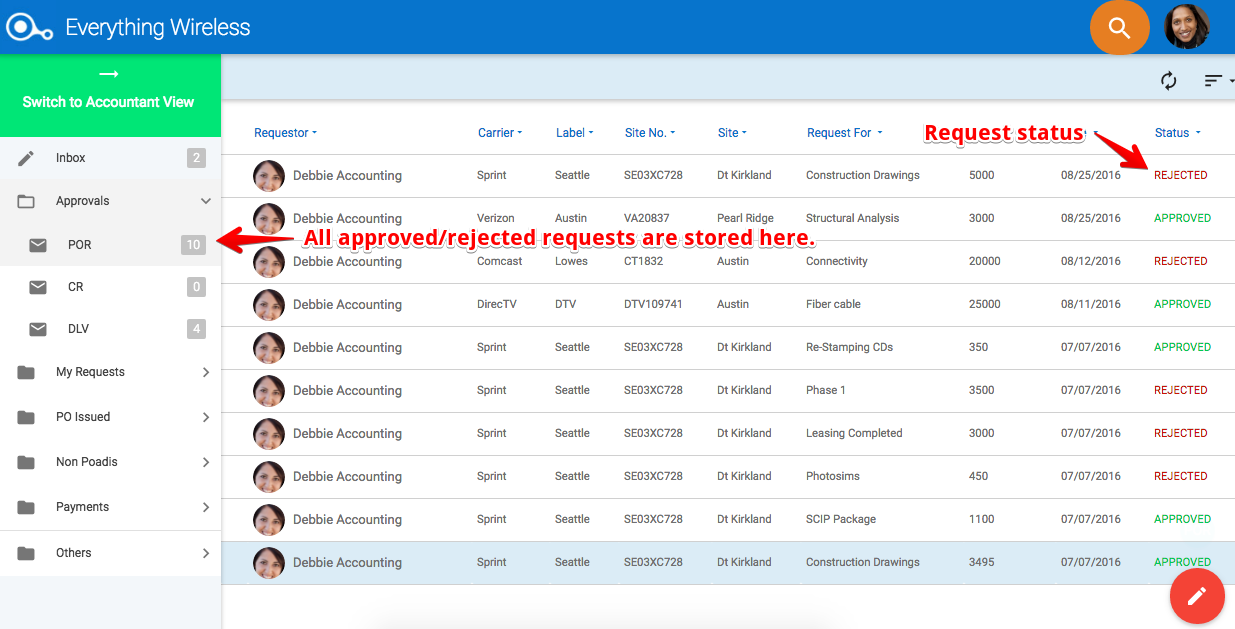 Everything Wireless
Switch to Accountant View
Inbox 2
Approvals
POR 10
CR 0
DLV 4
My Requests
PO Issued
Non Poadis
Payments
Others
Requestor Carrier Label Site No. Site Request For Status
Request status
Debbie Accounting Sprint Seattle SE03XC728 Dt Kirkland Construction Drawings 5000 08/25/2016 REJECTED
Debbie Accounting Verizon Austin VA20837 Pearl Ridge Structural Analysis 3000 08/25/2016 APPROVED
All approved/rejected requests are stored here.
Debbie Accounting Comcast Lowes CT1832 Austin Connectivity 20000 08/12/2016 REJECTED
Debbie Accounting DirecTV DTV DTV109741 Austin Fiber cable 25000 08/11/2016 APPROVED
Debbie Accounting Sprint Seattle SE03XC728 Dt Kirkland Re-Stamping CDs 350 07/07/2016 APPROVED
Debbie Accounting Sprint Seattle SE03XC728 Dt Kirkland Phase 1 3500 07/07/2016 REJECTED
Debbie Accounting Sprint Seattle SE03XC728 Dt Kirkland Leasing Completed 3000 07/07/2016 REJECTED
Debbie Accounting Sprint Seattle SE03XC728 Dt Kirkland Photosims 450 07/07/2016 REJECTED
Debbie Accounting Sprint Seattle SE03XC728 Dt Kirkland SCIP Package 1100 07/07/2016 APPROVED
Debbie Accounting Sprint Seattle SE03XC728 Dt Kirkland Construction Drawings 3495 07/07/2016 APPROVED